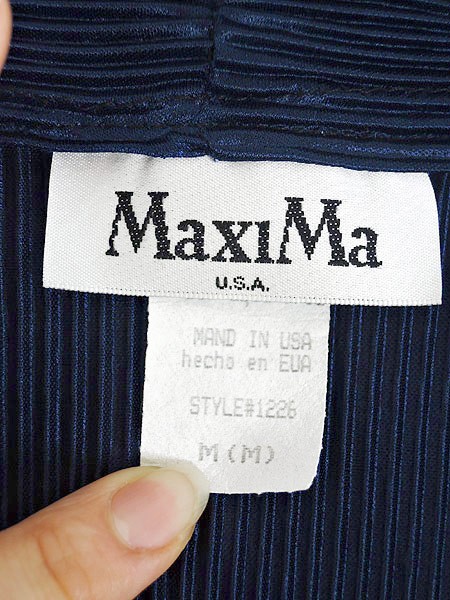 MaxiMa
U.S.A.
MAND IN USA
hecho en EUA
STYLE#1226
M(M)